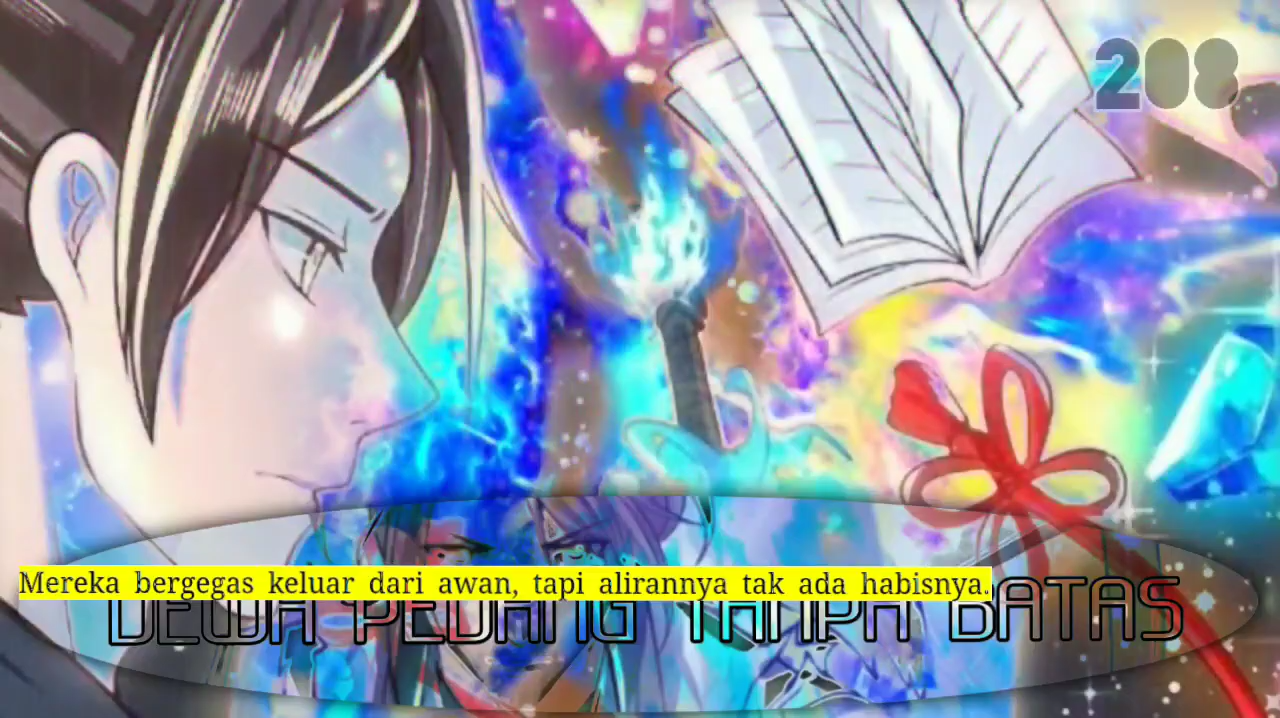 208
Mereka bergegas keluar dari awan, tapi alirannya tak ada habisnya.
DEWA PEDANG TANPA BATAS